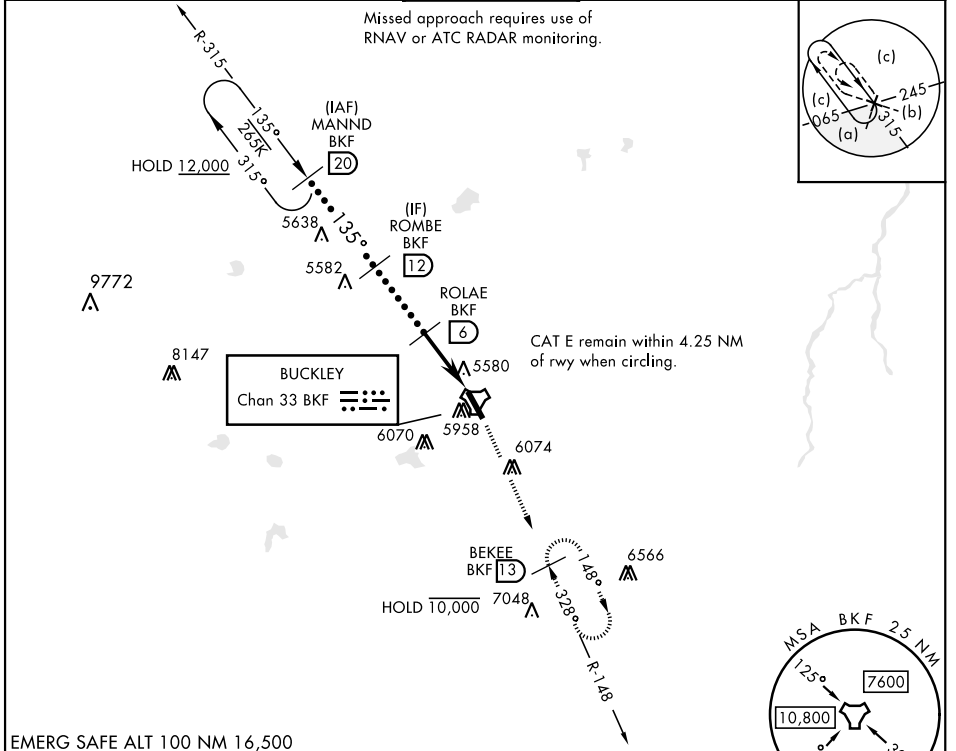 Missed approach requires use of
RNAV or ATC RADAR monitoring.
R-315
135°
265K
315°
HOLD 12,000
(IAF)
MANND
BKF
20
5638
135°
(IF)
ROMBE
BKF
12
5582
9772
ROLAE
BKF
6
8147
5580
CAT E remain within 4.25 NM
of rwy when circling.
BUCKLEY
Chan 33 BKF
5958
6070
6074
BEKEE
BKF 13
HOLD 10,000
7048
148°
328°
6566
R-148
(c)
(c)
245
065
(b)
(a)
315
MSA BKF 25 NM
125°
7600
10,800
EMERG SAFE ALT 100 NM 16,500